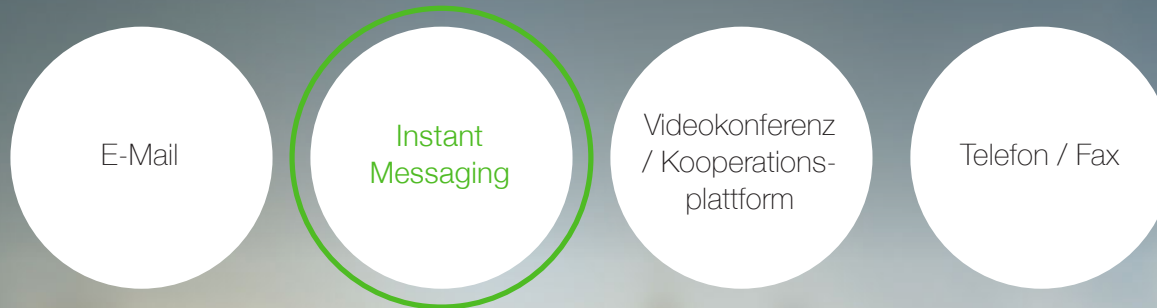 E-Mail
Instant
Messaging
Videokonferenz
/ Kooperations-
plattform
Telefon / Fax